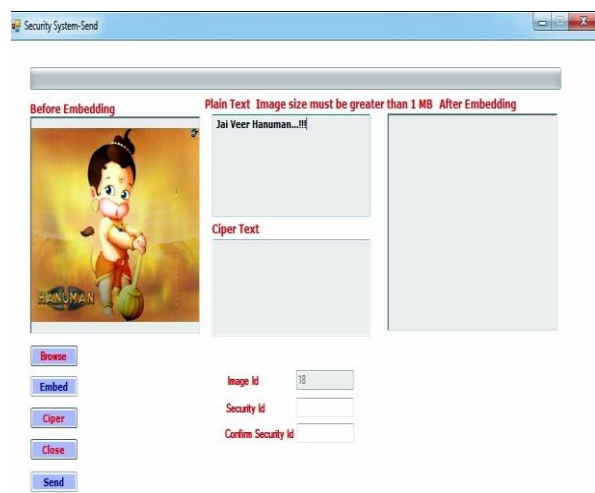 Security System-Send
Before Embedding
Plain Text Image size must be greater than 1 MB After Embedding
Jai Veer Hanuman...!!!
HANUMAN
Ciper Text
Browse
Embed
Ciper
Close
Send
Image Id 18
Security Id
Confirm Security Id